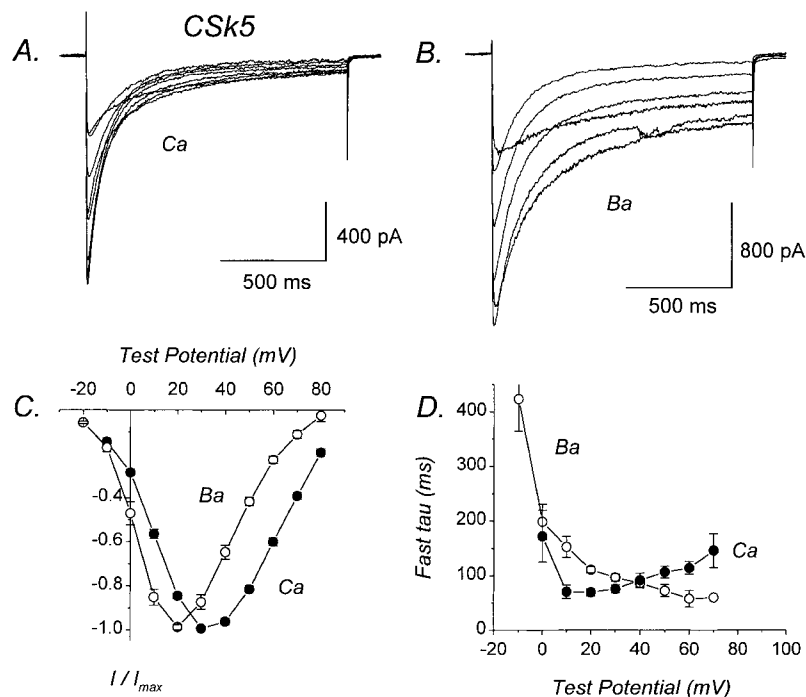 CSk5
A.
Ca
400 pA
500 ms
B.
Ba
800 pA
500 ms
C.
Test Potential (mV)
-20 0 20 40 60 80
-0.4
-0.6
-0.8
-1.0
Ba
Ca
I / Imax
D.
Fast tau (ms)
400
300
200
100
0
Ba
Ca
-20 0 20 40 60 80 100
Test Potential (mV)